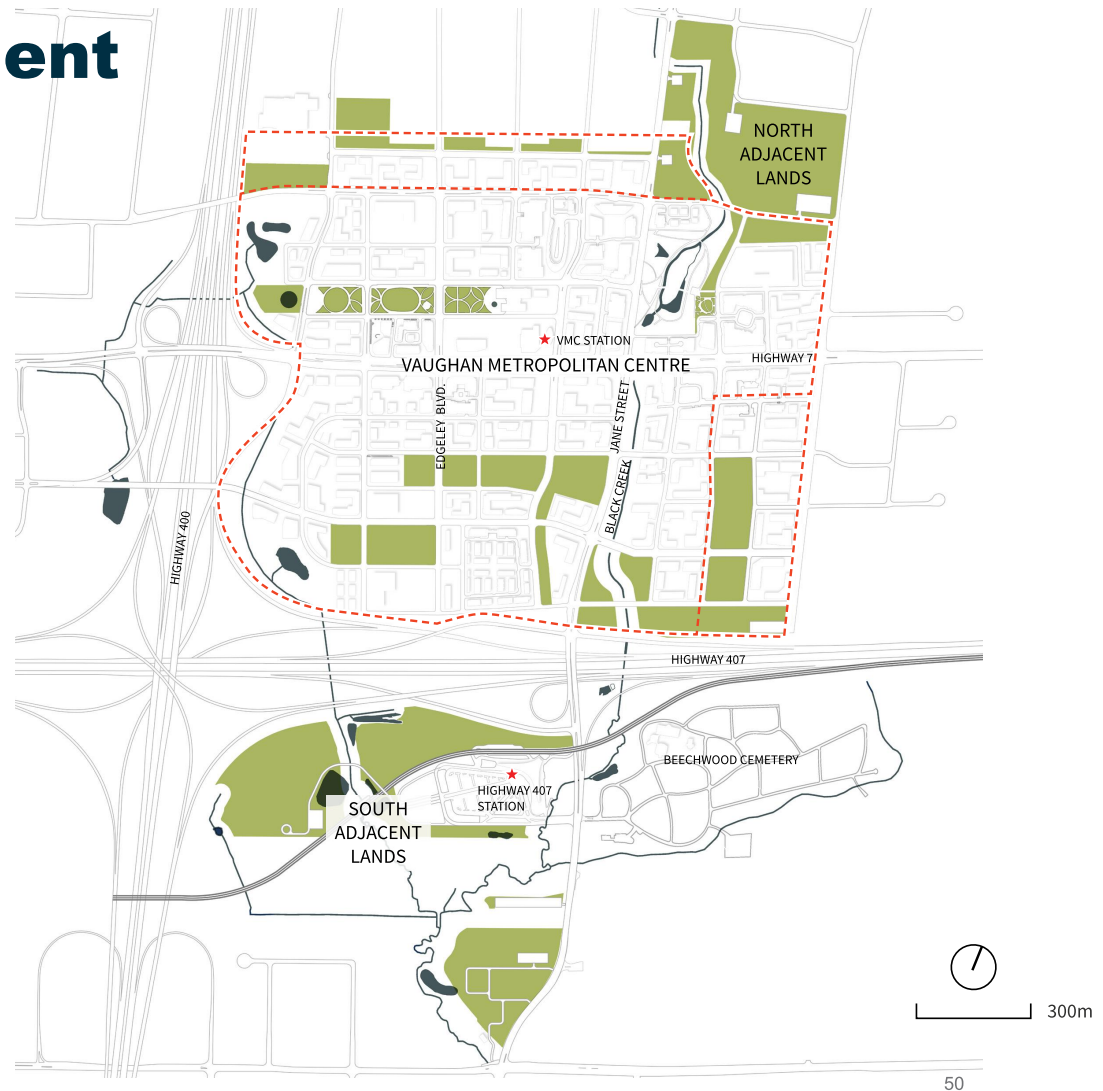 ent
NORTH
ADJACENT
LANDS
VMC STATION
VAUGHAN METROPOLITAN CENTRE
HIGHWAY 7
EDGELEY BLVD.
JANE STREET
BLACK CREEK
HIGHWAY 400
HIGHWAY 407
BEECHWOOD CEMETERY
HIGHWAY 407
STATION
SOUTH
ADJACENT
LANDS
300m
50